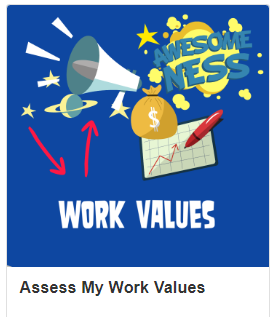 AWESOME
NESS
$
WORK VALUES
Assess My Work Values